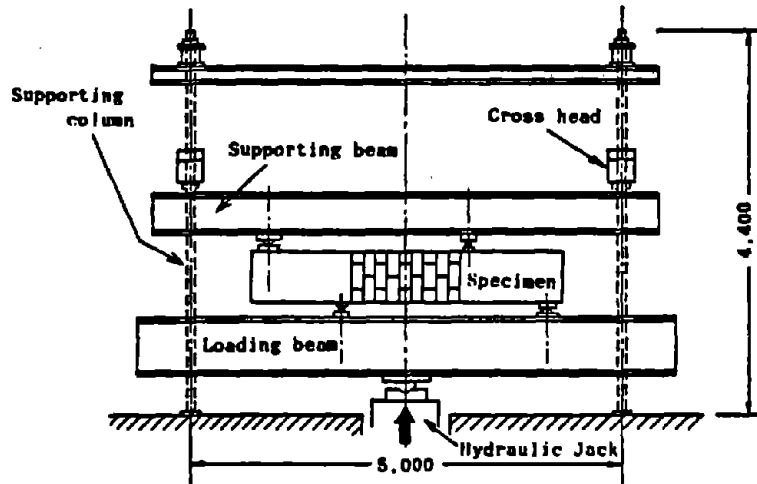 Supporting
column
Cross head
Supporting beam
Specimen
Loading beam
4,400
Hydraulic Jack
5,000